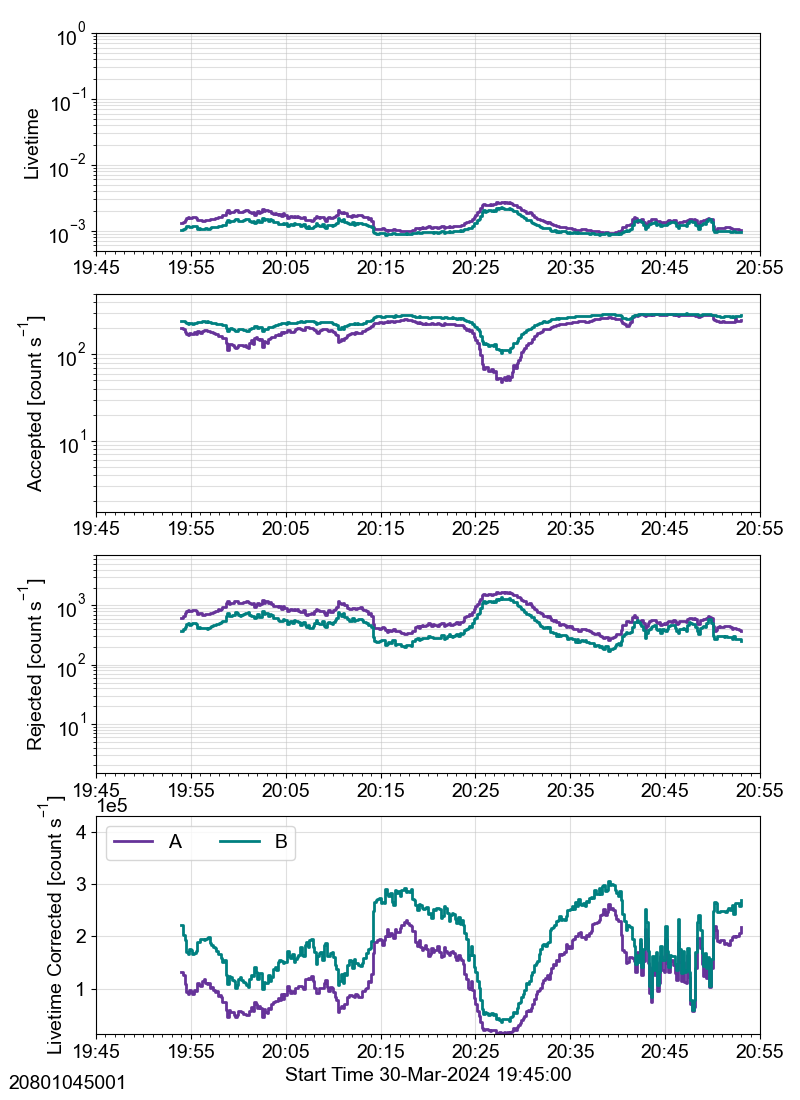 10^0
10^−1
10^−2
10^−3
Livetime
19:45 19:55 20:05 20:15 20:25 20:35 20:45 20:55
10^2
10^1
Accepted [count s^−1]
19:45 19:55 20:05 20:15 20:25 20:35 20:45 20:55
10^3
10^2
10^1
Rejected [count s^−1]
19:45 19:55 20:05 20:15 20:25 20:35 20:45 20:55
1e5
4
3
2
1
Livetime Corrected [count s^−1]
A B
19:45 19:55 20:05 20:15 20:25 20:35 20:45 20:55
Start Time 30-Mar-2024 19:45:00
20801045001